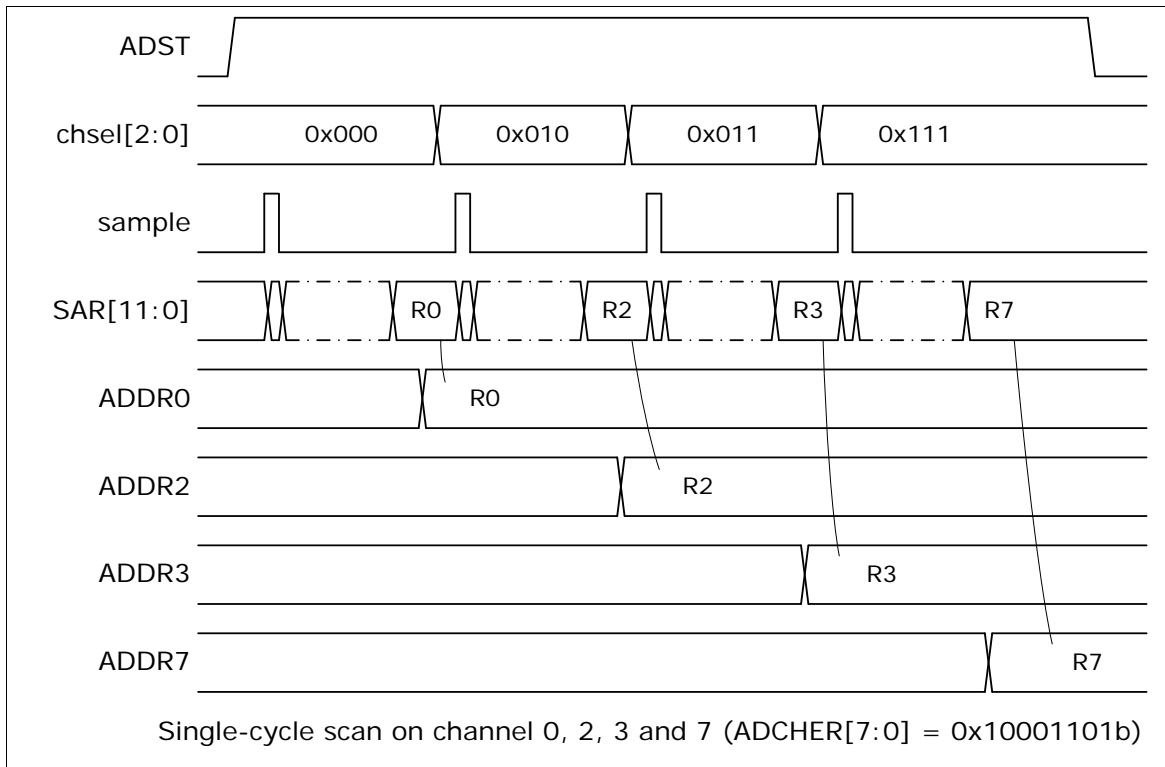 ADST
chsel[2:0] 0x000 0x010 0x011 0x111
sample
SAR[11:0] R0 R2 R3 R7
ADDR0 R0
ADDR2 R2
ADDR3 R3
ADDR7 R7
Single-cycle scan on channel 0, 2, 3 and 7 (ADCHER[7:0] = 0x10001101b)